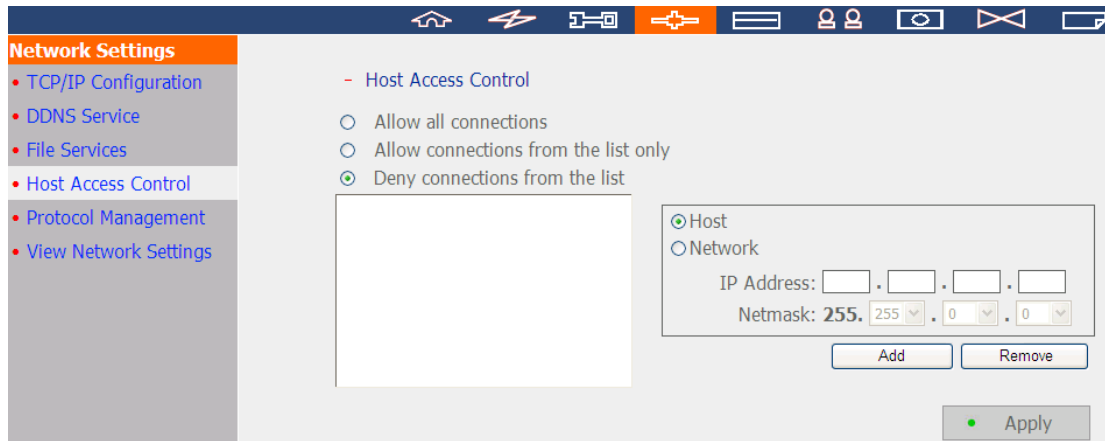 Network Settings
• TCP/IP Configuration
• DDNS Service
• File Services
• Host Access Control
• Protocol Management
• View Network Settings
- Host Access Control
Allow all connections
Allow connections from the list only
Deny connections from the list
Host
Network
IP Address: . . .
Netmask: 255. 255 . 0 . 0
Add Remove
Apply